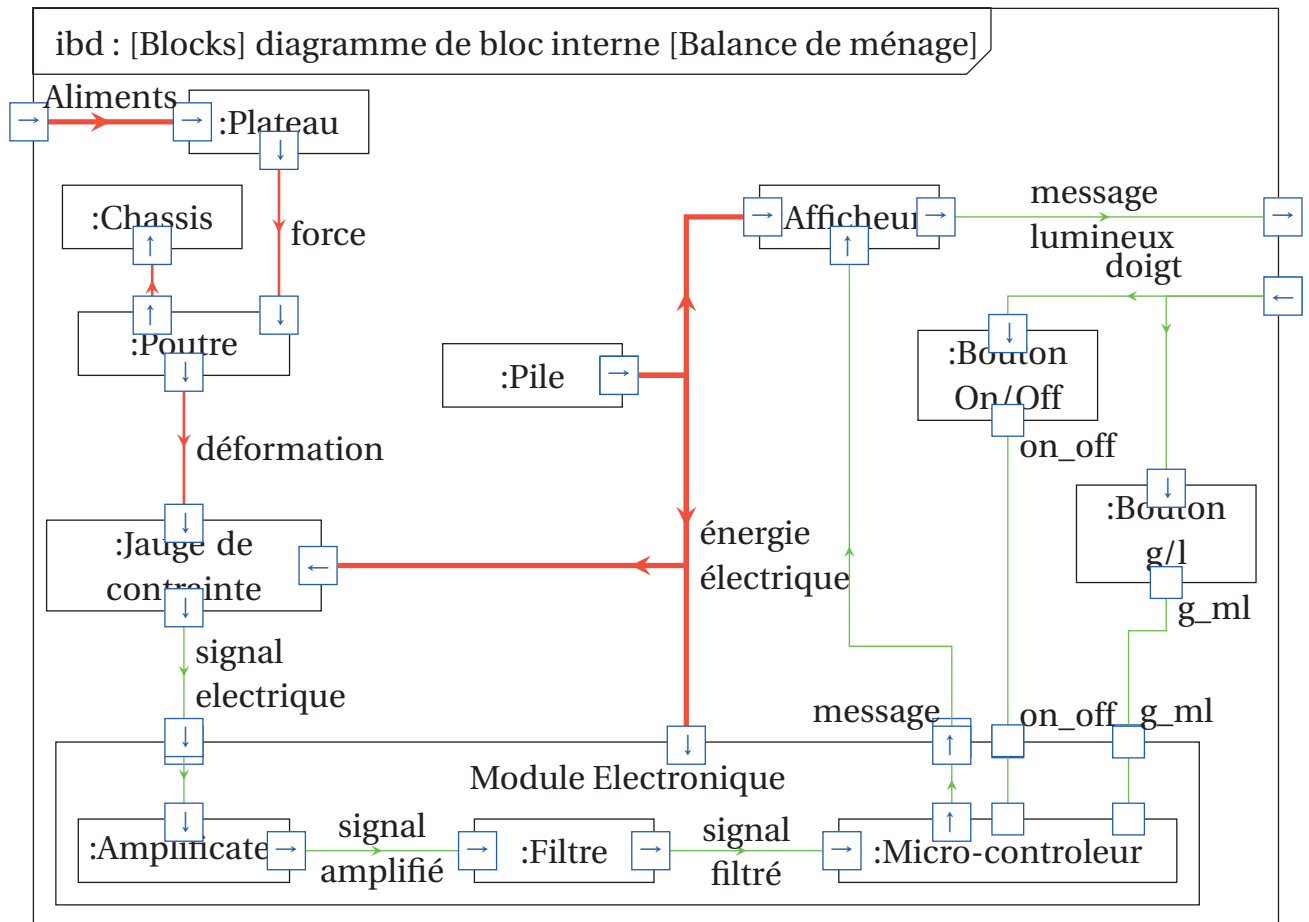 ibd : [Blocks] diagramme de bloc interne [Balance de ménage]
Aliments
:Plateau
:Chassis
force
:Poutre
déformation
:Jauge de
contrainte
signal
electrique
:Pile
énergie
électrique
Afficheur
message
lumineux
doigt
:Bouton
On/Off
on_off
:Bouton
g/l
g_ml
message
on_off
g_ml
Module Electronique
:Amplificate
signal
amplifié
:Filtre
signal
filtré
:Micro-controleur